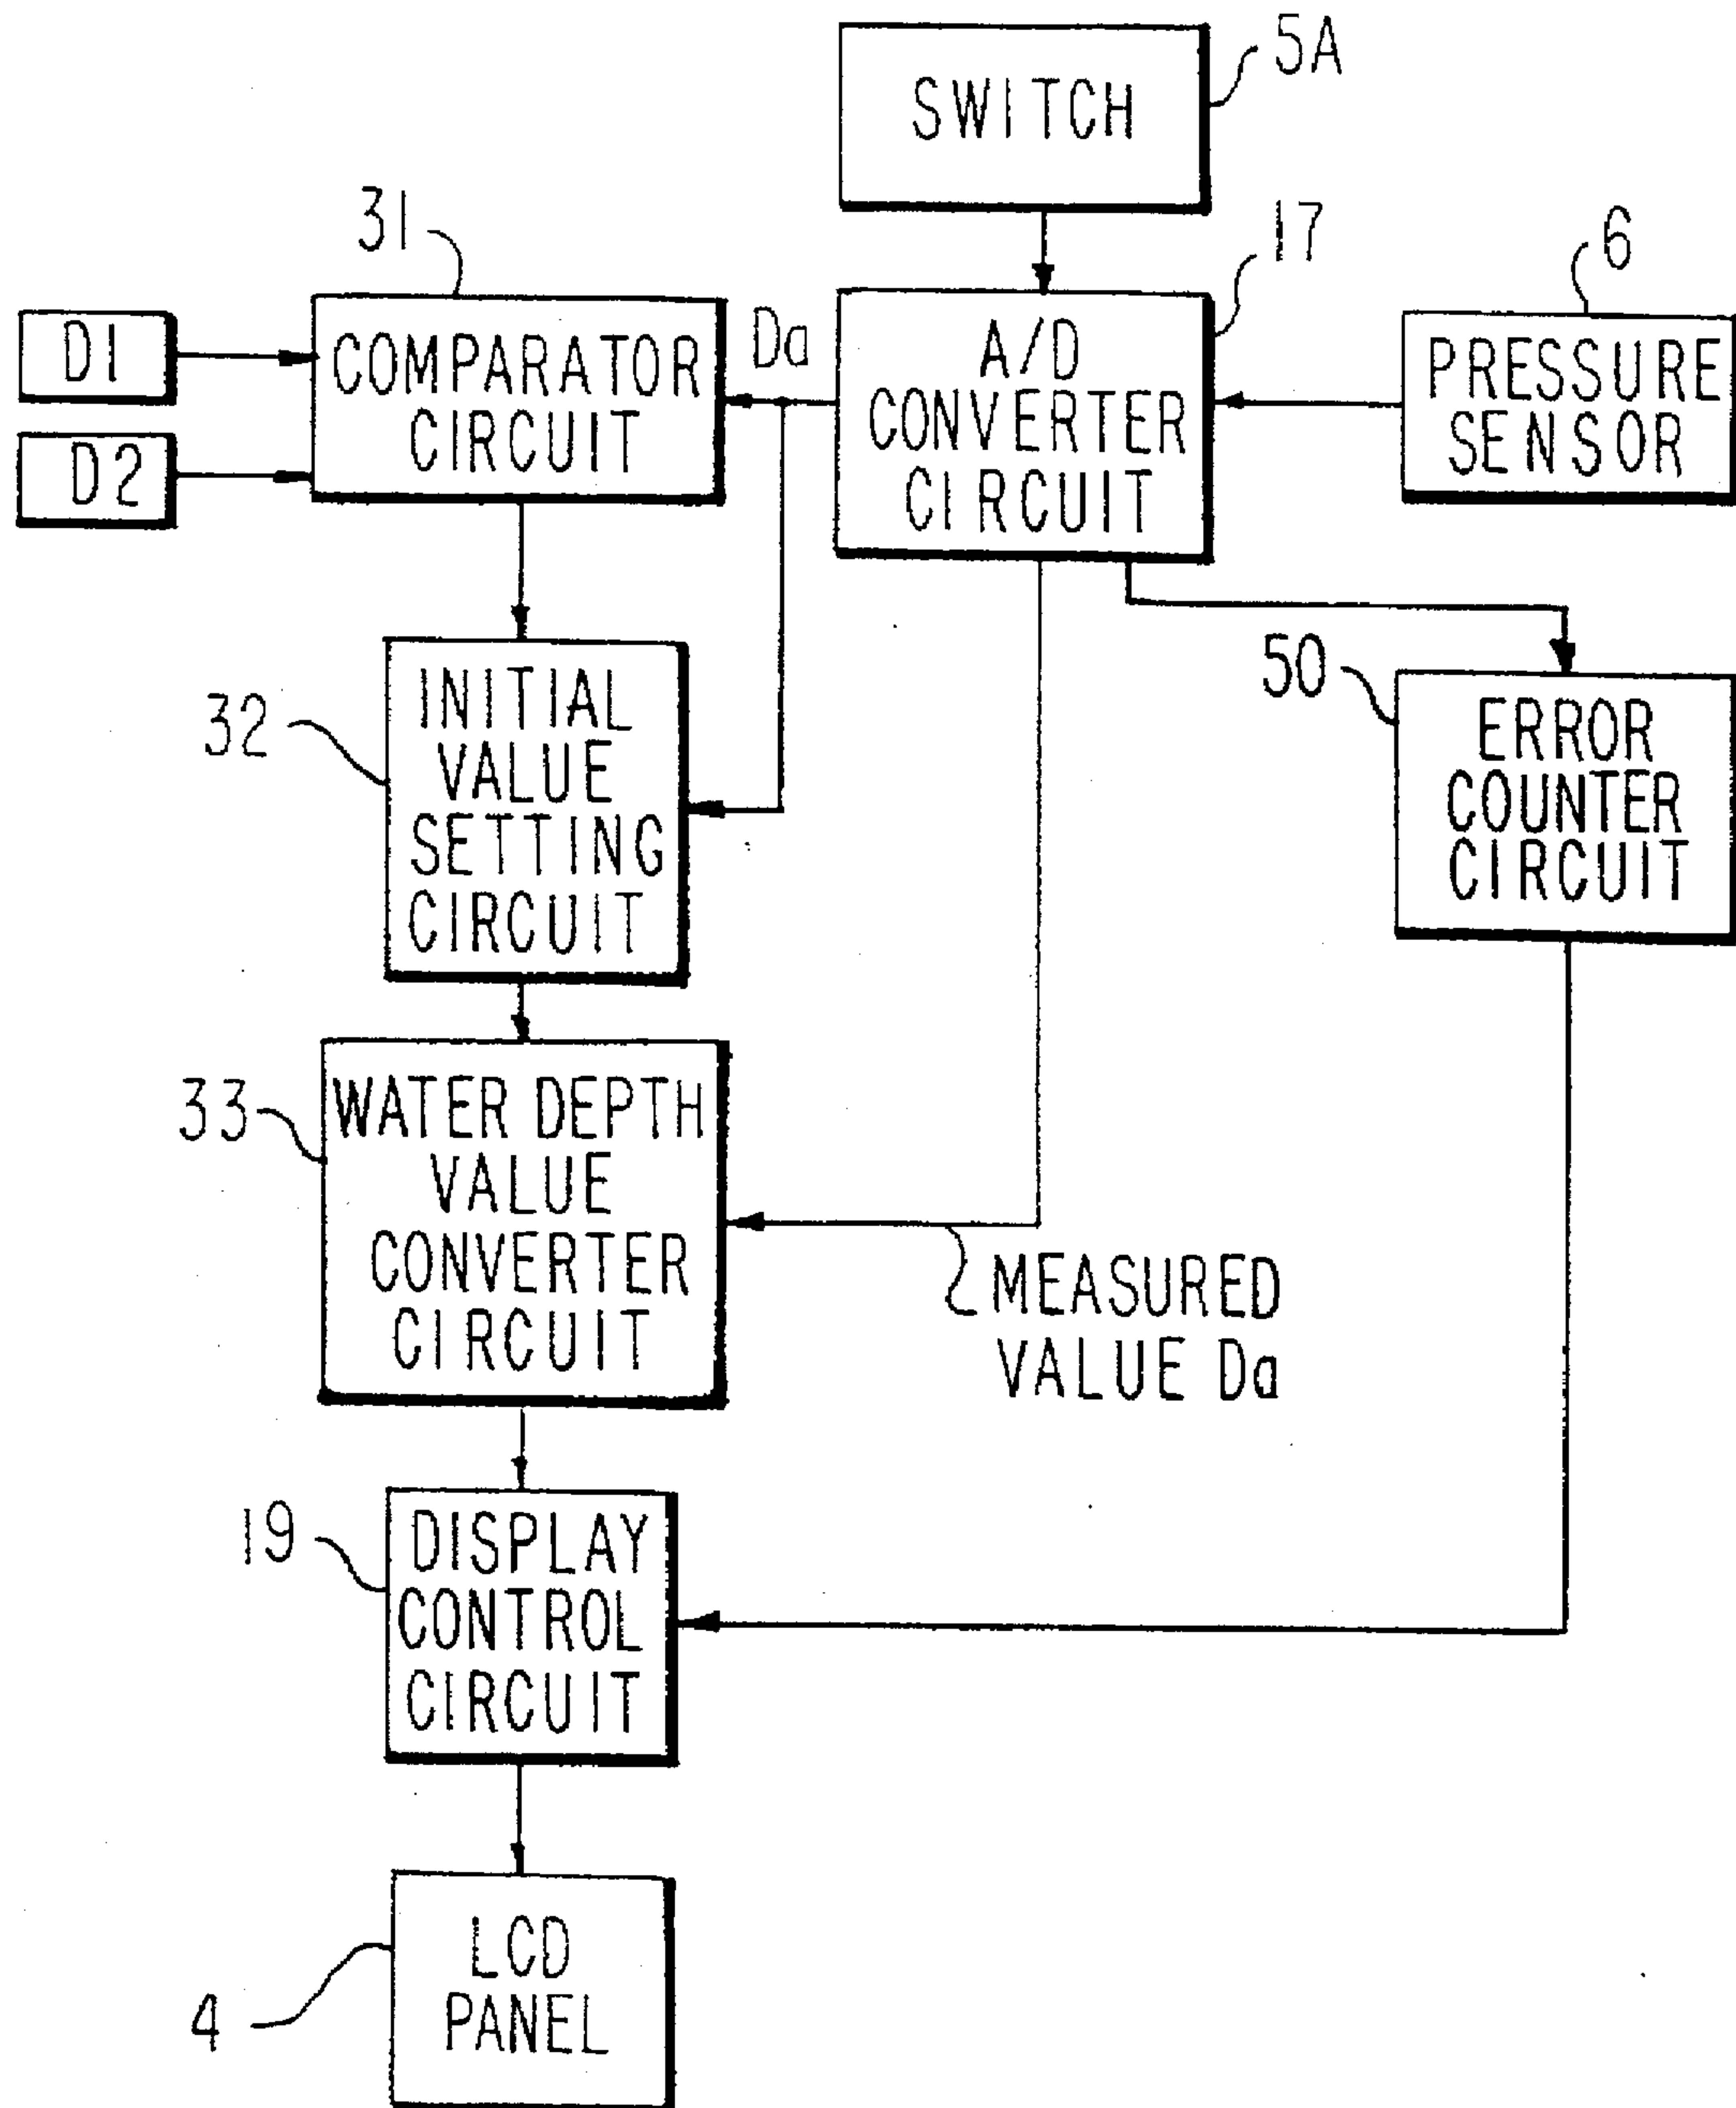 SWITCH
5A
31
17
6
D1
COMPARATOR
CIRCUIT
Da
A/D
CONVERTER
CIRCUIT
PRESSURE
SENSOR
D2
32
INITIAL
VALUE
SETTING
CIRCUIT
50
ERROR
COUNTER
CIRCUIT
33
WATER DEPTH
VALUE
CONVERTER
CIRCUIT
MEASURED
VALUE Da
19
DISPLAY
CONTROL
CIRCUIT
4
LCD
PANEL